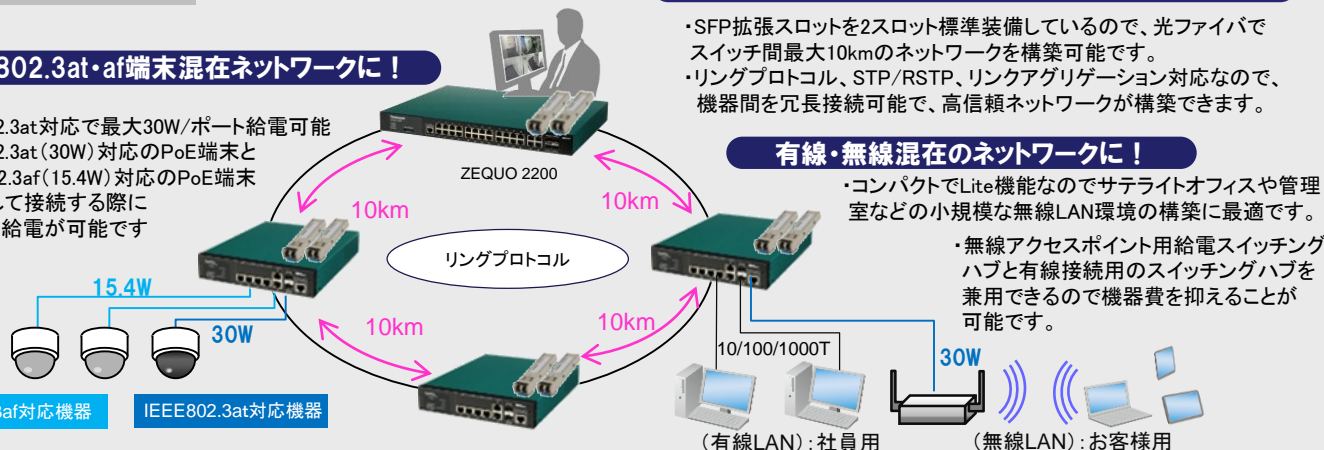 802.3at・af端末混在ネットワークに！
2.3at対応で最大30W/ポート給電可能
2.3at（30W）対応のPoE端末と
2.3af（15.4W）対応のPoE端末
して接続する際に
給電が可能です
15.4W
30W
3af対応機器
IEEE802.3at対応機器
ZEQUO 2200
10km
10km
リングプロトコル
10km
10km
・SFP拡張スロットを2スロット標準装備しているので、光ファイバで
スイッチ間最大10kmのネットワークを構築可能です。
・リングプロトコル、STP/RSTP、リンクアグリゲーション対応なので、
機器間を冗長接続可能で、高信頼ネットワークが構築できます。
有線・無線混在のネットワークに！
・コンパクトでLite機能なのでサテライトオフィスや管理
室などの小規模な無線LAN環境の構築に最適です。
・無線アクセスポイント用給電スイッチング
ハブと有線接続用のスイッチングハブを
兼用できるので機器費を抑えることが
可能です。
10/100/1000T
30W
（有線LAN）：社員用
（無線LAN）：お客様用